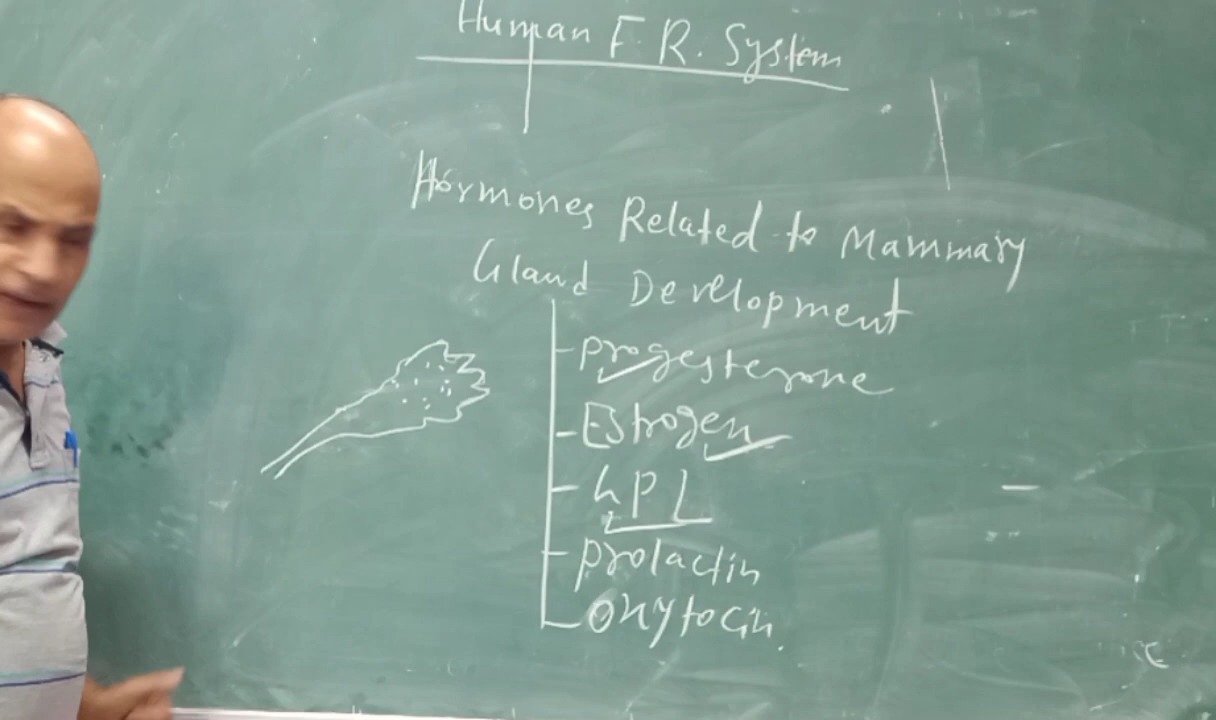 Human F. R. System
Hormones Related to Mammary
Gland Development
Progesterone
Estrogen
hPL
Prolactin
Oxytocin